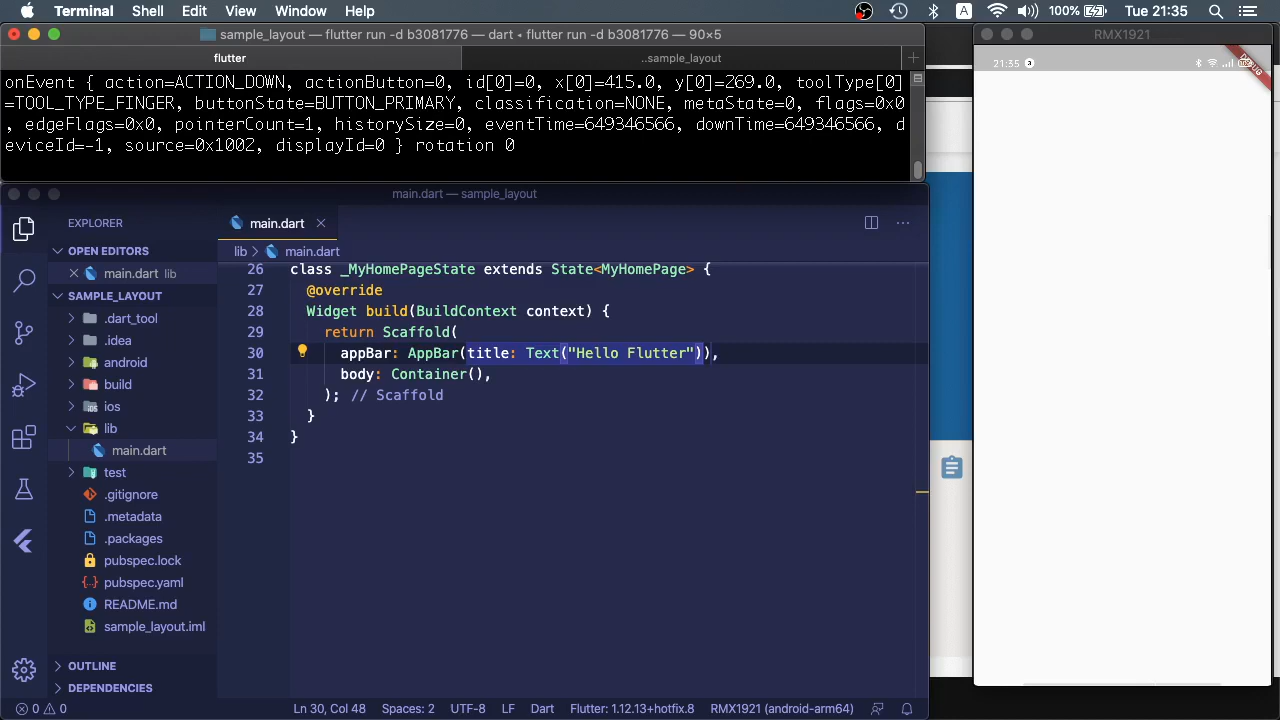 Terminal Shell Edit View Window Help A 100% Tue 21:35
sample_layout — flutter run -d b3081776 — dart ◂ flutter run -d b3081776 — 90×5
RMX1921
flutter
..sample_layout
21:35 3
DEBUG
onEvent { action=ACTION_DOWN, actionButton=0, id[0]=0, x[0]=415.0, y[0]=269.0, toolType[0]
=TOOL_TYPE_FINGER, buttonState=BUTTON_PRIMARY, classification=NONE, metaState=0, flags=0x0
, edgeFlags=0x0, pointerCount=1, historySize=0, eventTime=649346566, downTime=649346566, d
eviceId=-1, source=0x1002, displayId=0 } rotation 0
main.dart — sample_layout
EXPLORER
main.dart
OPEN EDITORS
main.dart lib
SAMPLE_LAYOUT
.dart_tool
.idea
android
build
ios
lib
main.dart
test
.gitignore
.metadata
.packages
pubspec.lock
pubspec.yaml
README.md
sample_layout.iml
OUTLINE
DEPENDENCIES
lib > main.dart
26 class _MyHomePageState extends State<MyHomePage> {
27 @override
28 Widget build(BuildContext context) {
29 return Scaffold(
30 appBar: AppBar(title: Text("Hello Flutter")),
31 body: Container(),
32 ); // Scaffold
33 }
34 }
35
0 0 Ln 30, Col 48 Spaces: 2 UTF-8 LF Dart Flutter: 1.12.13+hotfix.8 RMX1921 (android-arm64)